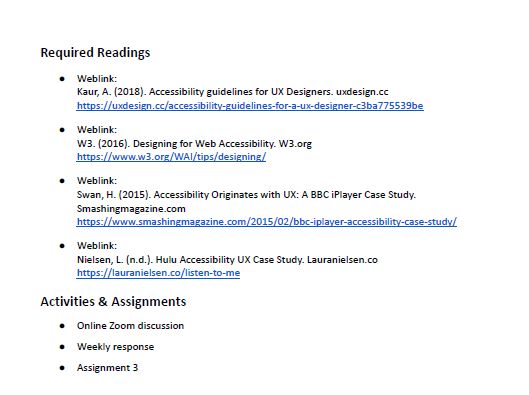 Required Readings
● Weblink:
Kaur, A. (2018). Accessibility guidelines for UX Designers. uxdesign.cc
https://uxdesign.cc/accessibility-guidelines-for-a-ux-designer-c3ba775539be
● Weblink:
W3. (2016). Designing for Web Accessibility. W3.org
https://www.w3.org/WAI/tips/designing/
● Weblink:
Swan, H. (2015). Accessibility Originates with UX: A BBC iPlayer Case Study.
Smashingmagazine.com
https://www.smashingmagazine.com/2015/02/bbc-iplayer-accessibility-case-study/
● Weblink:
Nielsen, L. (n.d.). Hulu Accessibility UX Case Study. Lauranielsen.co
https://lauranielsen.co/listen-to-me
Activities & Assignments
● Online Zoom discussion
● Weekly response
● Assignment 3